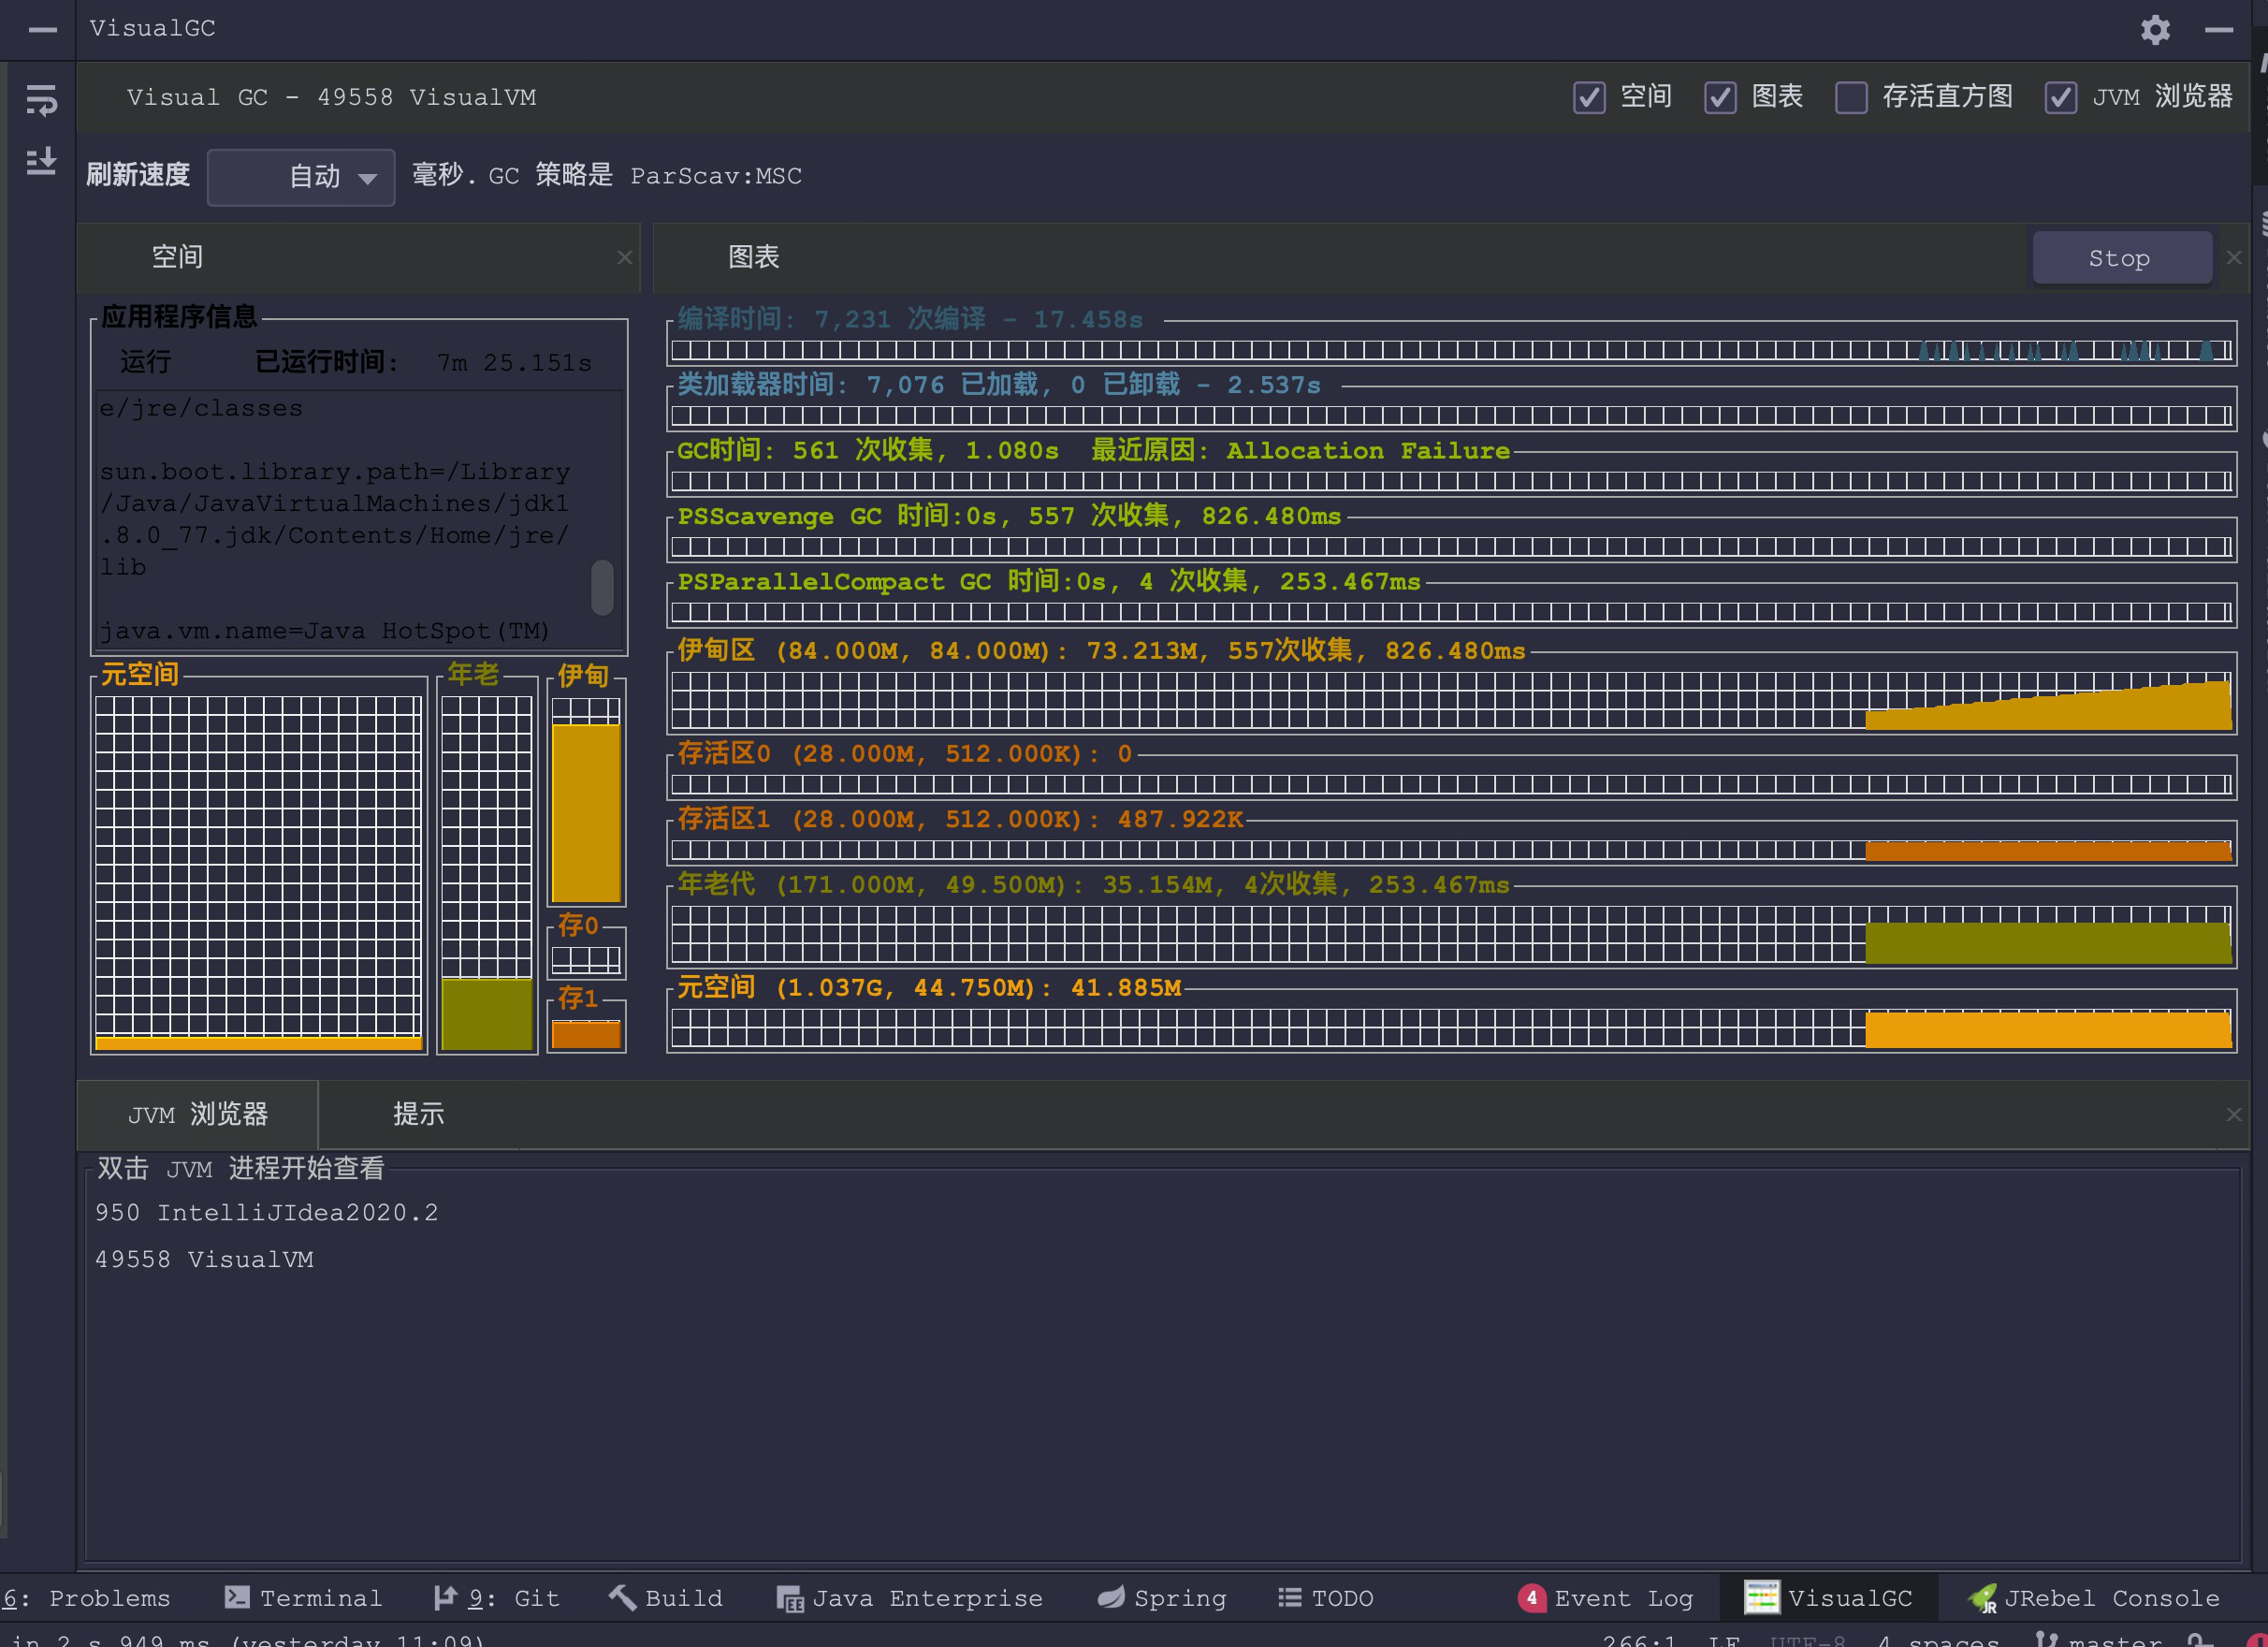 VisualGC
Visual GC - 49558 VisualVM
空间 图表 存活直方图 JVM 浏览器
刷新速度 自动 毫秒. GC 策略是 ParScav:MSC
空间
图表
Stop
应用程序信息
运行 已运行时间: 7m 25.151s
e/jre/classes
sun.boot.library.path=/Library
/Java/JavaVirtualMachines/jdk1
.8.0_77.jdk/Contents/Home/jre/
lib
java.vm.name=Java HotSpot(TM)
元空间
年老
伊甸
存0
存1
编译时间: 7,231 次编译 - 17.458s
类加载器时间: 7,076 已加载, 0 已卸载 - 2.537s
GC时间: 561 次收集, 1.080s 最近原因: Allocation Failure
PSScavenge GC 时间:0s, 557 次收集, 826.480ms
PSParallelCompact GC 时间:0s, 4 次收集, 253.467ms
伊甸区 (84.000M, 84.000M): 73.213M, 557次收集, 826.480ms
存活区0 (28.000M, 512.000K): 0
存活区1 (28.000M, 512.000K): 487.922K
年老代 (171.000M, 49.500M): 35.154M, 4次收集, 253.467ms
元空间 (1.037G, 44.750M): 41.885M
JVM 浏览器 提示
双击 JVM 进程开始查看
950 IntelliJIdea2020.2
49558 VisualVM
6: Problems Terminal 9: Git Build Java Enterprise Spring TODO 4 Event Log VisualGC JR JRebel Console
in 2 s 949 ms (yesterday 11:09) 266:1 LF UTF-8 4 spaces master